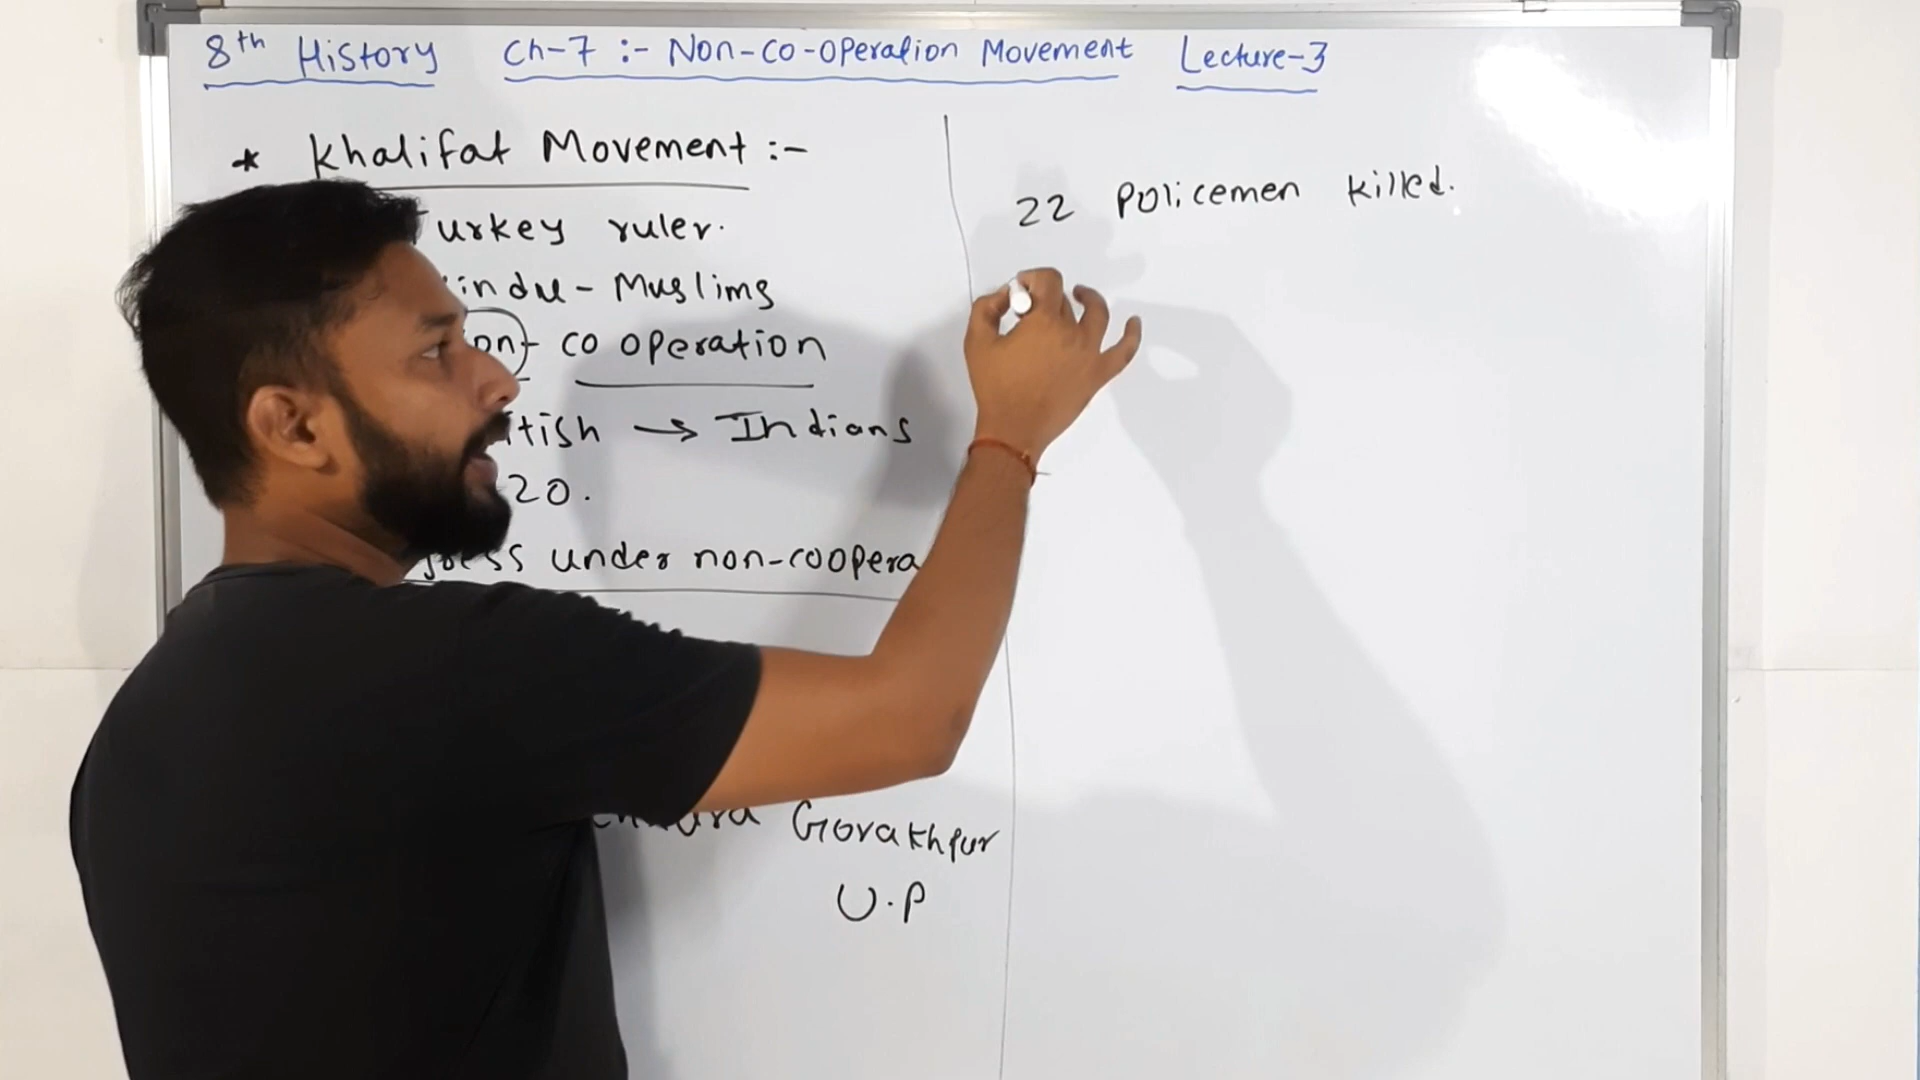 8th History Ch-7 :- Non-co-operation Movement Lecture-3
* Khalifat Movement :-
urkey ruler.
indu - Muslims
on- co operation
itish → Indians
20.
under non-coopera
Gorakhpur
U.P
22 Policemen killed.